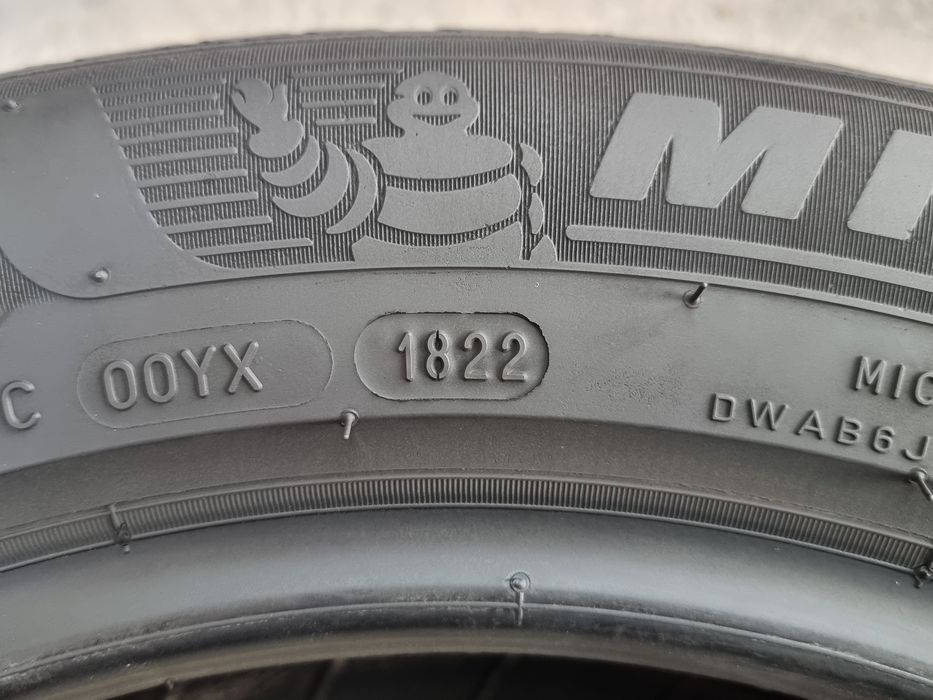 MI
C 00YX 1822
MIC
DWAB6J